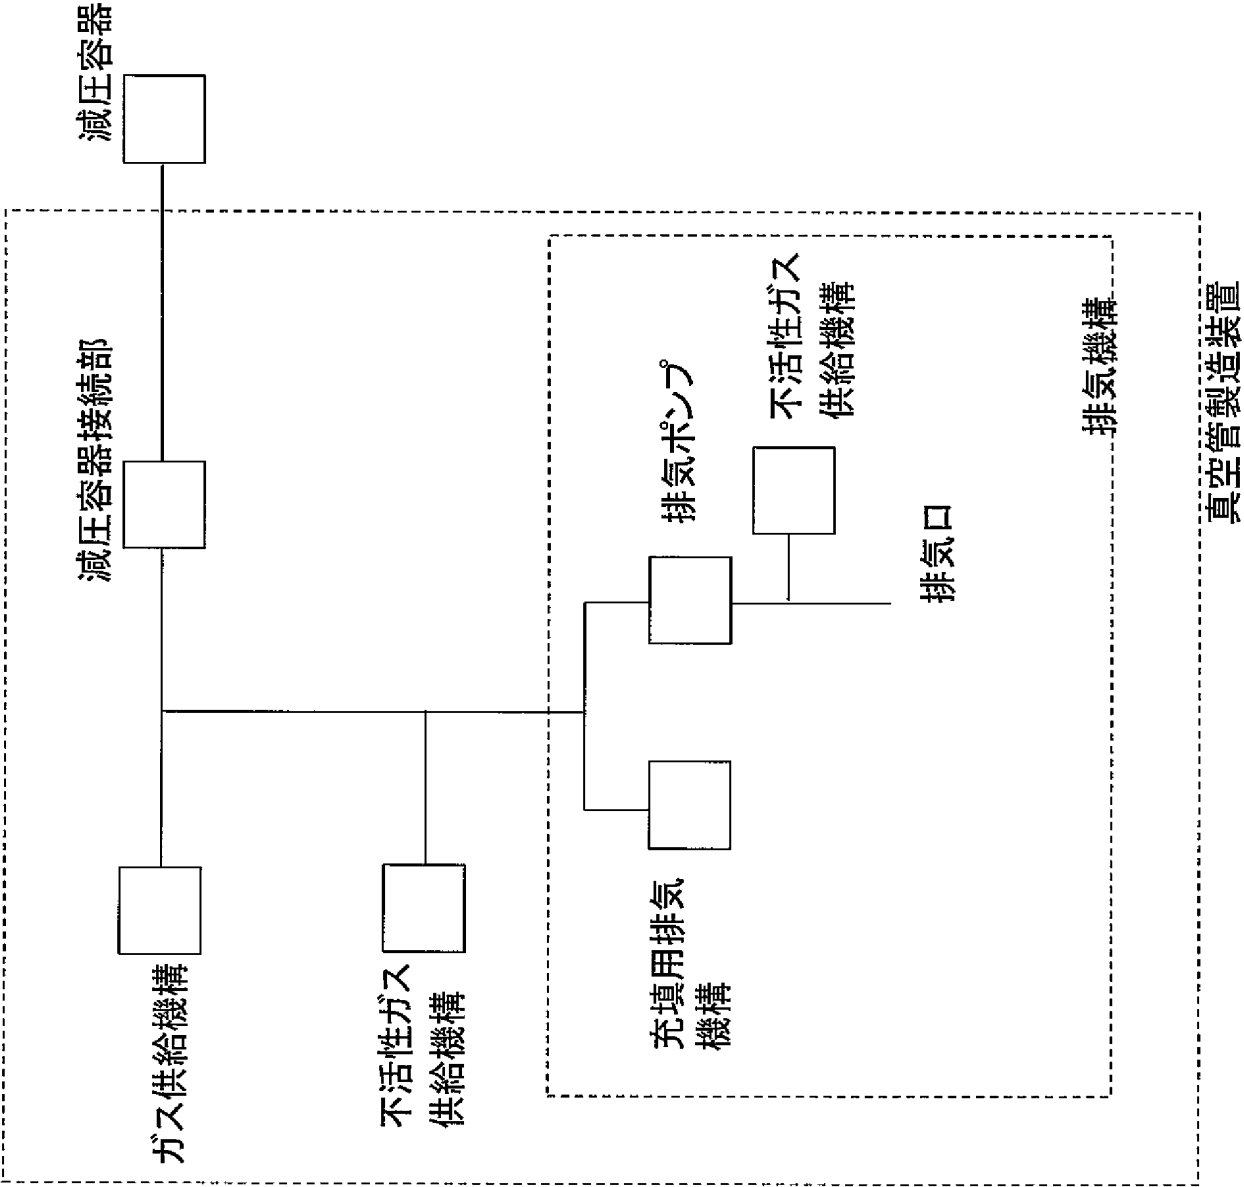 ガス供給機構
減圧容器接続部
減圧容器
不活性ガス
供給機構
充填用排気
機構
排気ポンプ
不活性ガス
供給機構
排気口
排気機構
真空管製造装置